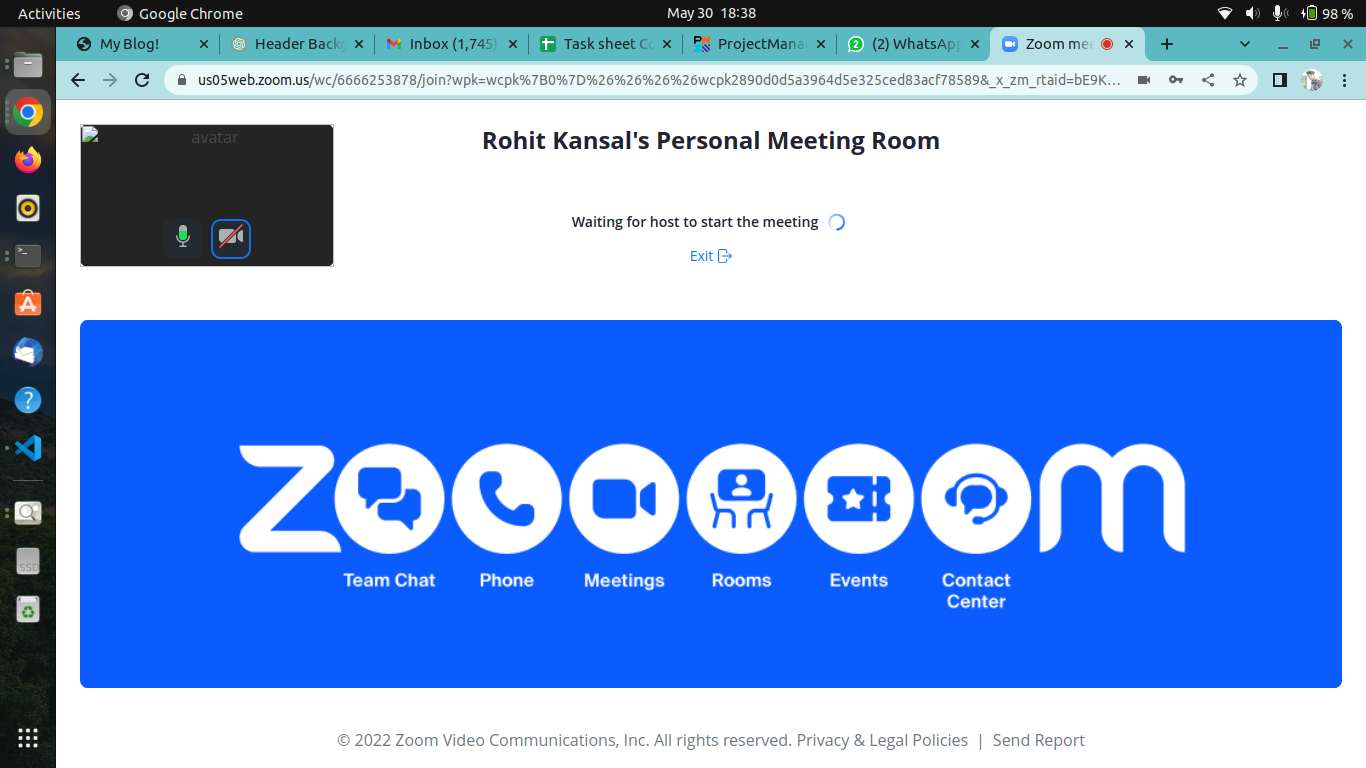 Activities Google Chrome May 30 18:38 98 %
My Blog! Header Backg Inbox (1,745) Task sheet Co ProjectMana (2) WhatsApp Zoom mee
us05web.zoom.us/wc/6666253878/join?wpk=wcpk%7B0%7D%26%26%26%26wcpk2890d0d5a3964d5e325ced83acf78589&_x_zm_rtaid=bE9K...
avatar
Rohit Kansal's Personal Meeting Room
Waiting for host to start the meeting
Exit
zm
Team Chat Phone Meetings Rooms Events Contact
Center
SSD
© 2022 Zoom Video Communications, Inc. All rights reserved. Privacy & Legal Policies | Send Report